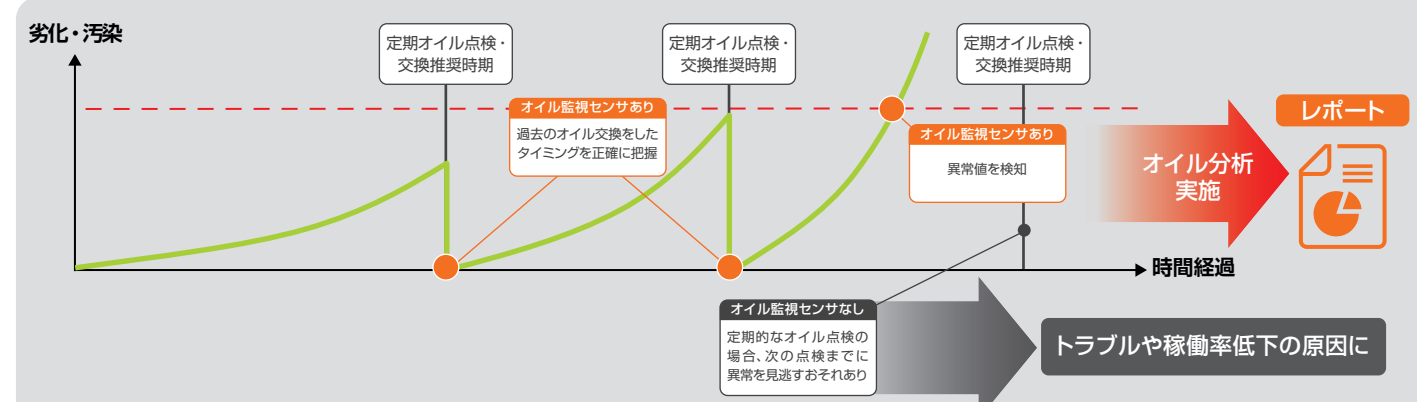 劣化・汚染
定期オイル点検・
交換推奨時期
定期オイル点検・
交換推奨時期
定期オイル点検・
交換推奨時期
オイル監視センサあり
過去のオイル交換をした
タイミングを正確に把握
オイル監視センサあり
異常値を検知
オイル分析
実施
レポート
時間経過
オイル監視センサなし
定期的なオイル点検の
場合、次の点検までに
異常を見逃すおそれあり
トラブルや稼働率低下の原因に